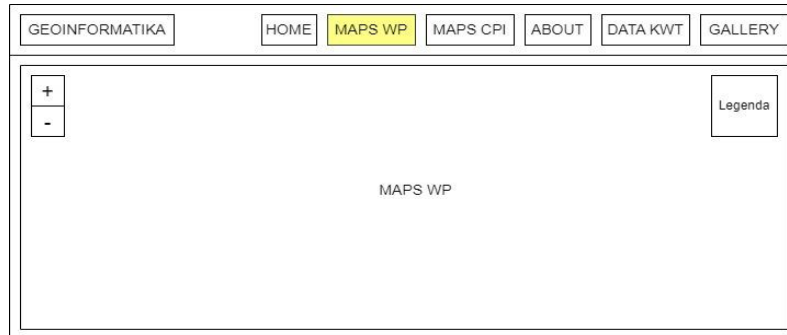 GEOINFORMATIKA HOME MAPS WP MAPS CPI ABOUT DATA KWT GALLERY
+
Legenda
-
MAPS WP